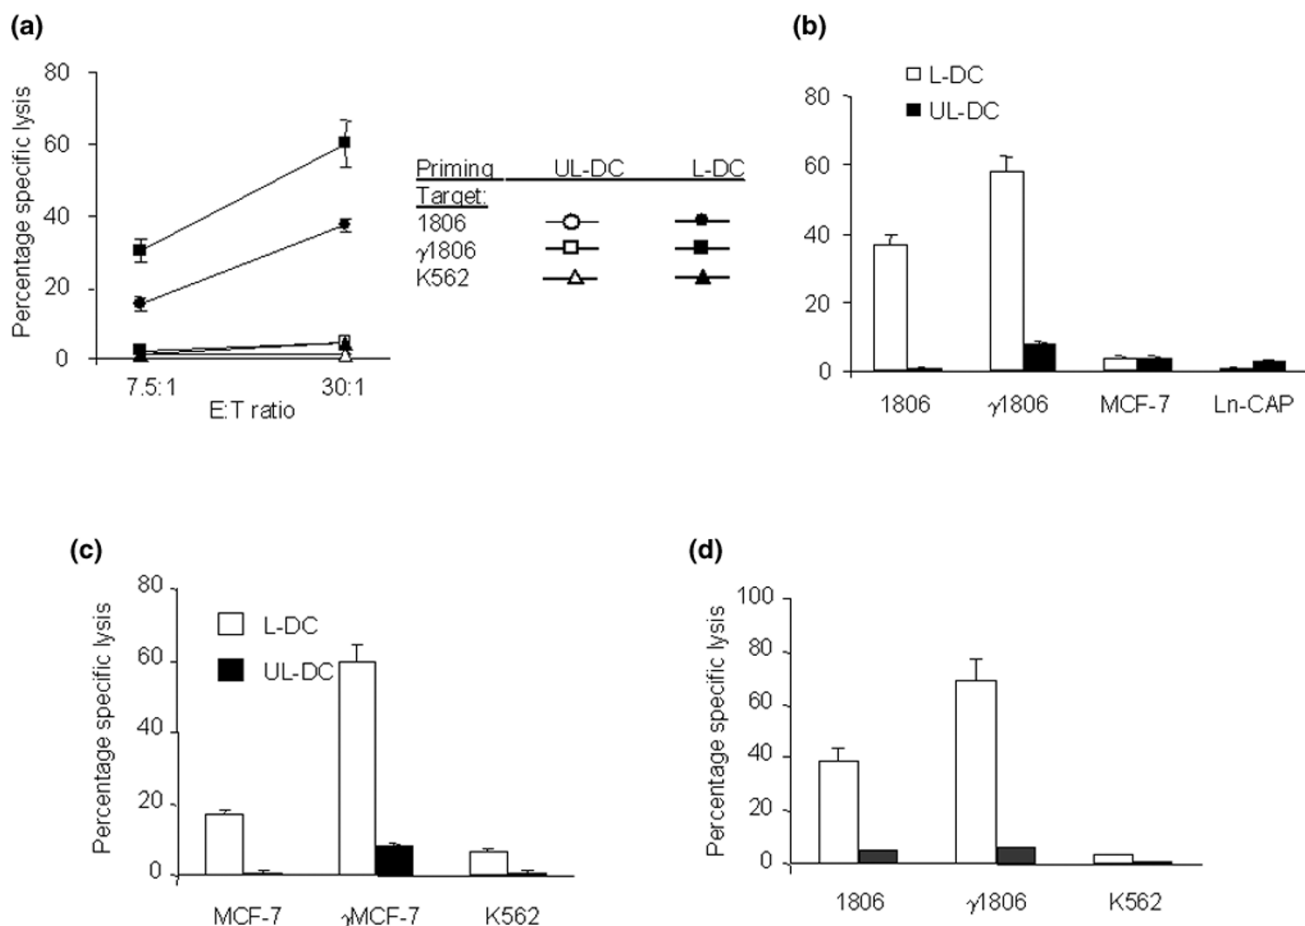 (a)
80
60
40
20
0
Percentage specific lysis
7.5:1 30:1
E:T ratio
Priming UL-DC L-DC
Target:
1806
γ1806
K562
(b)
L-DC
UL-DC
80
60
40
20
0
Percentage specific lysis
1806 γ1806 MCF-7 Ln-CAP
(c)
80
60
40
20
0
Percentage specific lysis
L-DC
UL-DC
MCF-7 γMCF-7 K562
(d)
100
80
60
40
20
0
Percentage specific lysis
1806 γ1806 K562